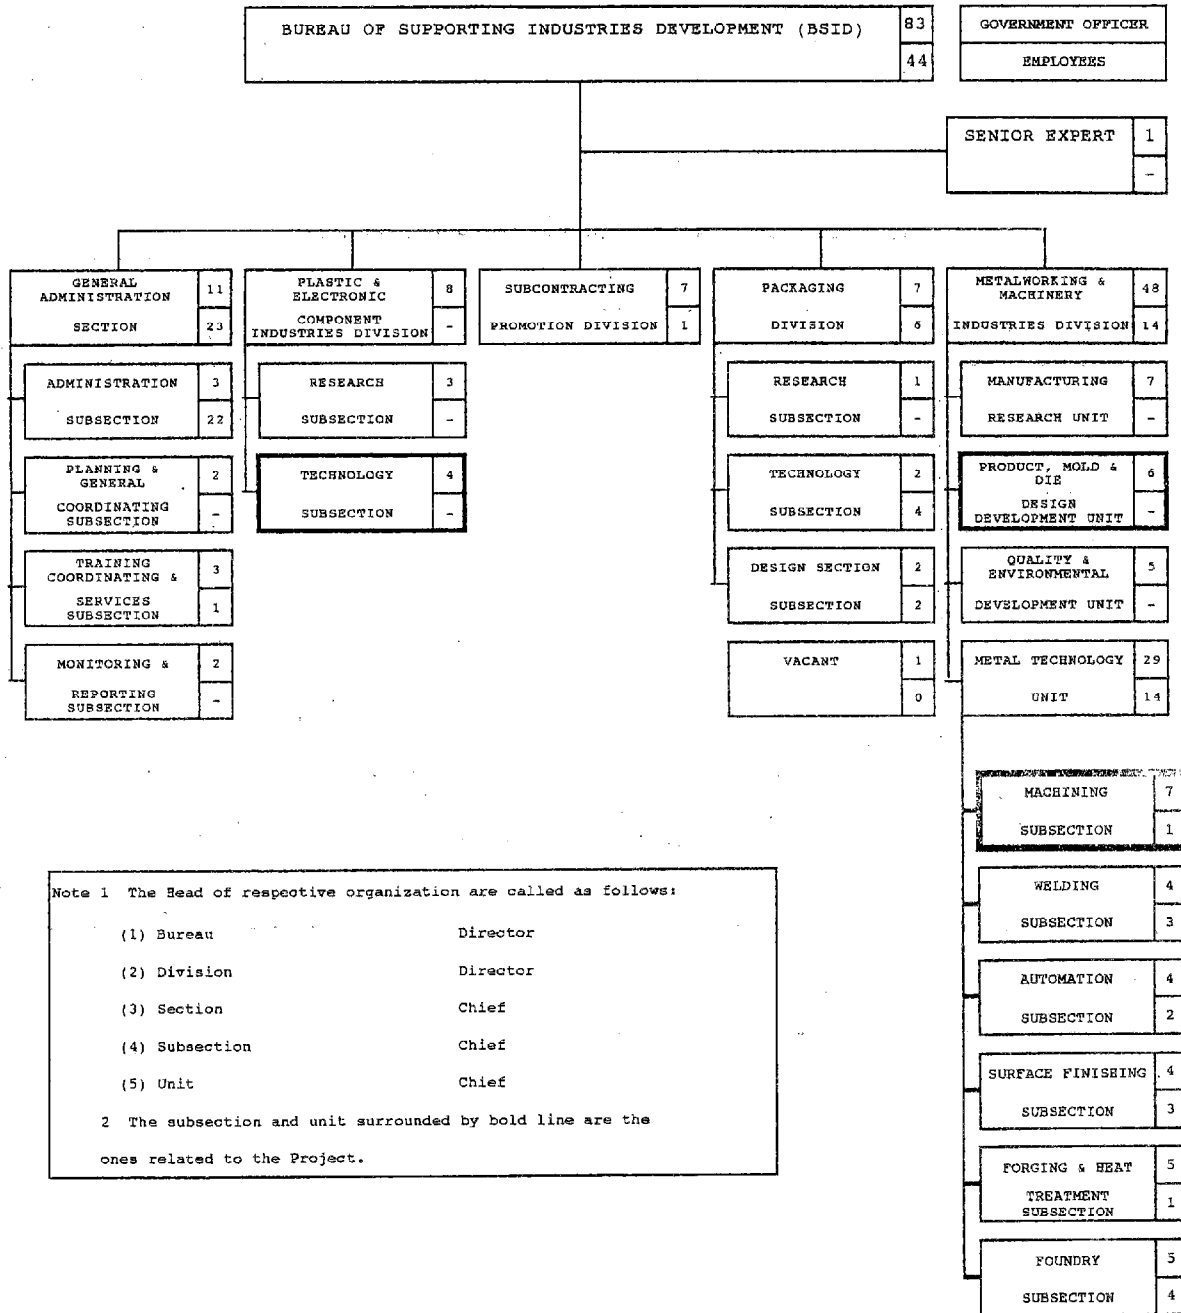 BUREAU OF SUPPORTING INDUSTRIES DEVELOPMENT (BSID)
83
44
GOVERNMENT OFFICER
EMPLOYEES
SENIOR EXPERT
1
-
GENERAL
ADMINISTRATION
11
SECTION
23
ADMINISTRATION
3
SUBSECTION
22
PLANNING &
GENERAL
2
COORDINATING
SUBSECTION
-
TRAINING
COORDINATING &
3
SERVICES
SUBSECTION
1
MONITORING &
2
REPORTING
SUBSECTION
-
PLASTIC &
ELECTRONIC
8
COMPONENT
INDUSTRIES DIVISION
-
RESEARCH
3
SUBSECTION
-
TECHNOLOGY
4
SUBSECTION
-
SUBCONTRACTING
7
PROMOTION DIVISION
1
PACKAGING
7
DIVISION
6
RESEARCH
1
SUBSECTION
-
TECHNOLOGY
2
SUBSECTION
4
DESIGN SECTION
2
SUBSECTION
2
VACANT
1
0
METALWORKING &
MACHINERY
48
INDUSTRIES DIVISION
14
MANUFACTURING
7
RESEARCH UNIT
-
PRODUCT, MOLD &
DIE
6
DESIGN
DEVELOPMENT UNIT
-
QUALITY &
ENVIRONMENTAL
5
DEVELOPMENT UNIT
-
METAL TECHNOLOGY
29
UNIT
14
MACHINING
7
SUBSECTION
1
WELDING
4
SUBSECTION
3
AUTOMATION
4
SUBSECTION
2
SURFACE FINISHING
4
SUBSECTION
3
FORGING & HEAT
5
TREATMENT
SUBSECTION
1
FOUNDRY
5
SUBSECTION
4
Note 1 The Head of respective organization are called as follows:
(1) Bureau Director
(2) Division Director
(3) Section Chief
(4) Subsection Chief
(5) Unit Chief
2 The subsection and unit surrounded by bold line are the
ones related to the Project.